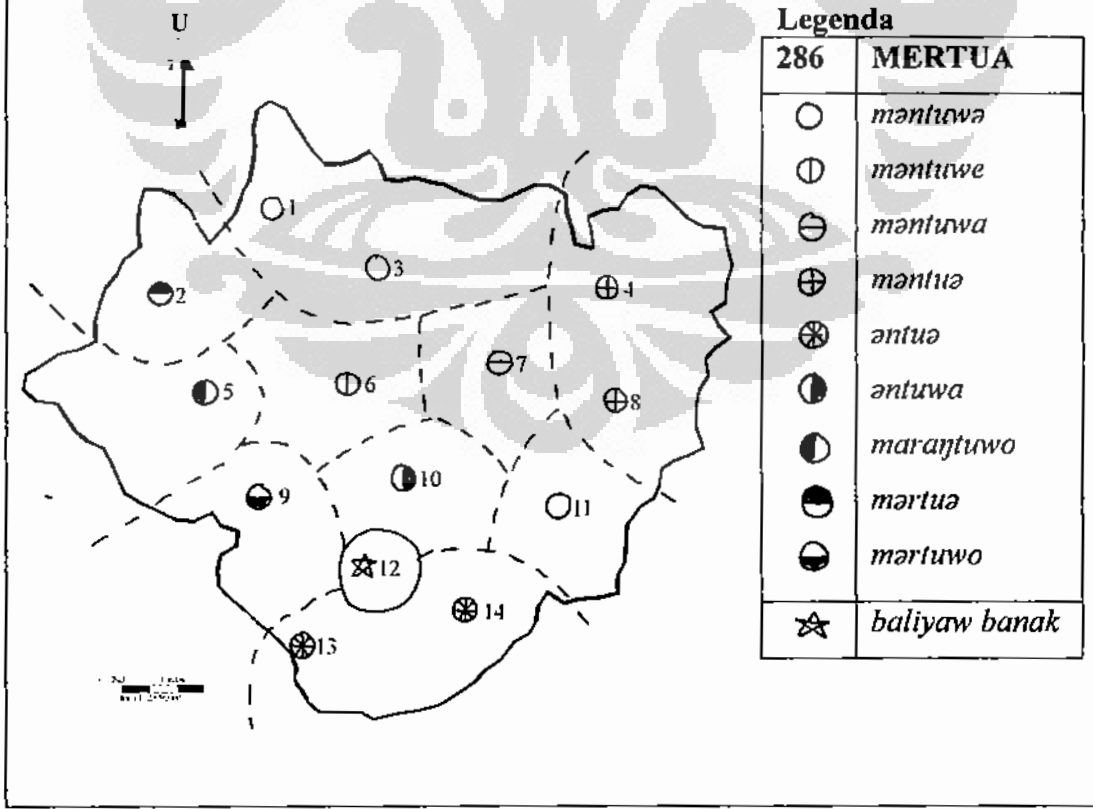 U
Legenda
286 MERTUA
məntuwə
məntuwe
məntuwa
məntuə
əntuə
əntuwa
maraŋtuwo
mərtuə
mərtuwo
baliyaw banak
1
2
3
4
5
6
7
8
9
10
11
12
13
14